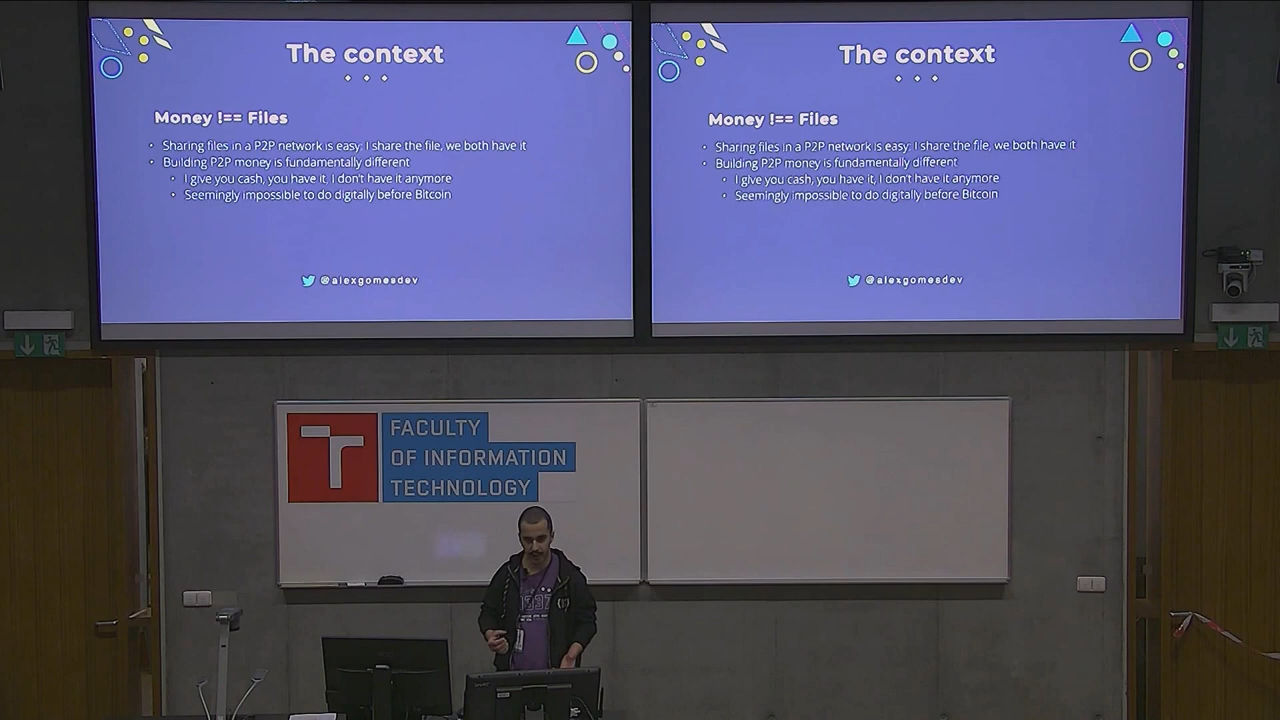 The context
Money !== Files
Sharing files in a P2P network is easy: I share the file, we both have it
Building P2P money is fundamentally different
I give you cash, you have it, I don't have it anymore
Seemingly impossible to do digitally before Bitcoin
@alexgomesdev
The context
Money !== Files
Sharing files in a P2P network is easy: I share the file, we both have it
Building P2P money is fundamentally different
I give you cash, you have it, I don't have it anymore
Seemingly impossible to do digitally before Bitcoin
@alexgomesdev
T
FACULTY
OF INFORMATION
TECHNOLOGY